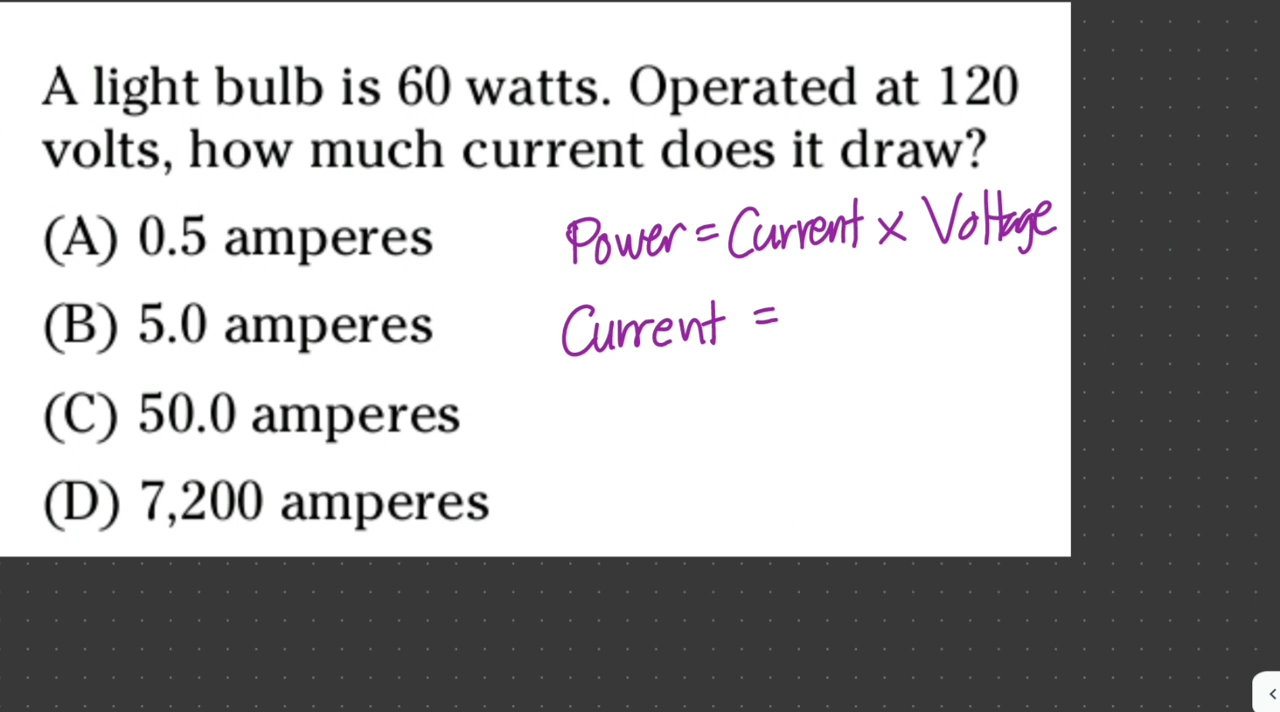 A light bulb is 60 watts. Operated at 120
volts, how much current does it draw?
(A) 0.5 amperes
Power = Current × Voltage
(B) 5.0 amperes
Current =
(C) 50.0 amperes
(D) 7,200 amperes